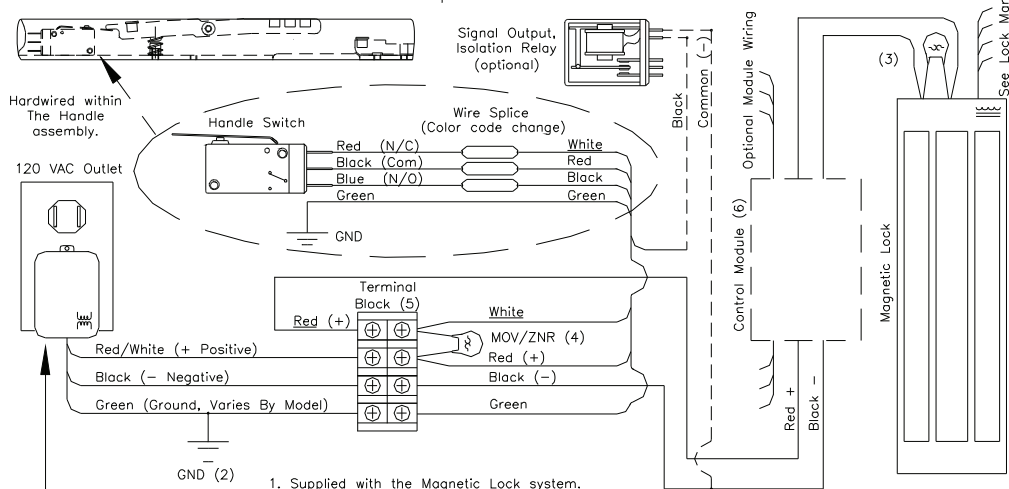 Signal Output,
Isolation Relay
(optional)
Hardwired within
The Handle
assembly.
Handle Switch
Wire Splice
(Color code change)
Red (N/C)
White
Black (Com)
Red
Blue (N/O)
Black
Green
Green
GND
120 VAC Outlet
Black
Common (-)
Optional Module Wiring
(3)
See Lock Man
Control Module (6)
Magnetic Lock
Terminal
Block (5)
Red (+)
White
MOV/ZNR (4)
Red/White (+ Positive)
Red (+)
Black (- Negative)
Black (-)
Green (Ground, Varies By Model)
Green
Red +
Black -
GND (2)
1. Supplied with the Magnetic Lock system.